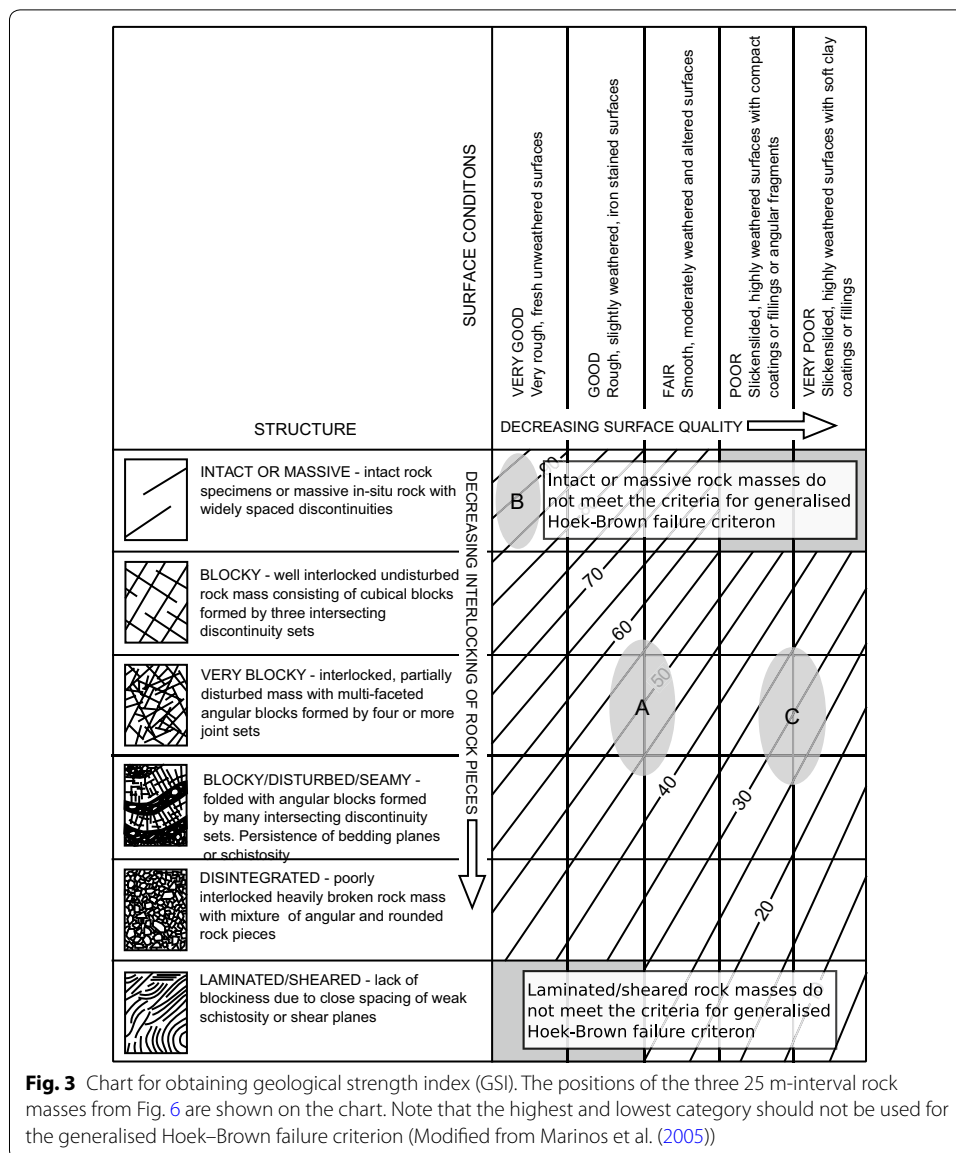 SURFACE CONDITONS
VERY GOOD
Very rough, fresh unweathered surfaces
GOOD
Rough, slightly weathered, iron stained surfaces
FAIR
Smooth, moderately weathered and altered surfaces
POOR
Slickenslided, highly weathered surfaces with compact
coatings or fillings or angular fragments
VERY POOR
Slickenslided, highly weathered surfaces with soft clay
coatings or fillings
STRUCTURE
DECREASING SURFACE QUALITY
DECREASING INTERLOCKING OF ROCK PIECES
INTACT OR MASSIVE - intact rock
specimens or massive in-situ rock with
widely spaced discontinuities
B
90
Intact or massive rock masses do
not meet the criteria for generalised
Hoek-Brown failure criteron
BLOCKY - well interlocked undisturbed
rock mass consisting of cubical blocks
formed by three intersecting
discontinuity sets
70
60
VERY BLOCKY - interlocked, partially
disturbed mass with multi-faceted
angular blocks formed by four or more
joint sets
50
A
C
BLOCKY/DISTURBED/SEAMY -
folded with angular blocks formed
by many intersecting discontinuity
sets. Persistence of bedding planes
or schistosity
40
30
DISINTEGRATED - poorly
interlocked heavily broken rock mass
with mixture of angular and rounded
rock pieces
20
LAMINATED/SHEARED - lack of
blockiness due to close spacing of weak
schistosity or shear planes
Laminated/sheared rock masses do
not meet the criteria for generalised
Hoek-Brown failure criteron
Fig. 3 Chart for obtaining geological strength index (GSI). The positions of the three 25 m-interval rock
masses from Fig. 6 are shown on the chart. Note that the highest and lowest category should not be used for
the generalised Hoek–Brown failure criterion (Modified from Marinos et al. (2005))